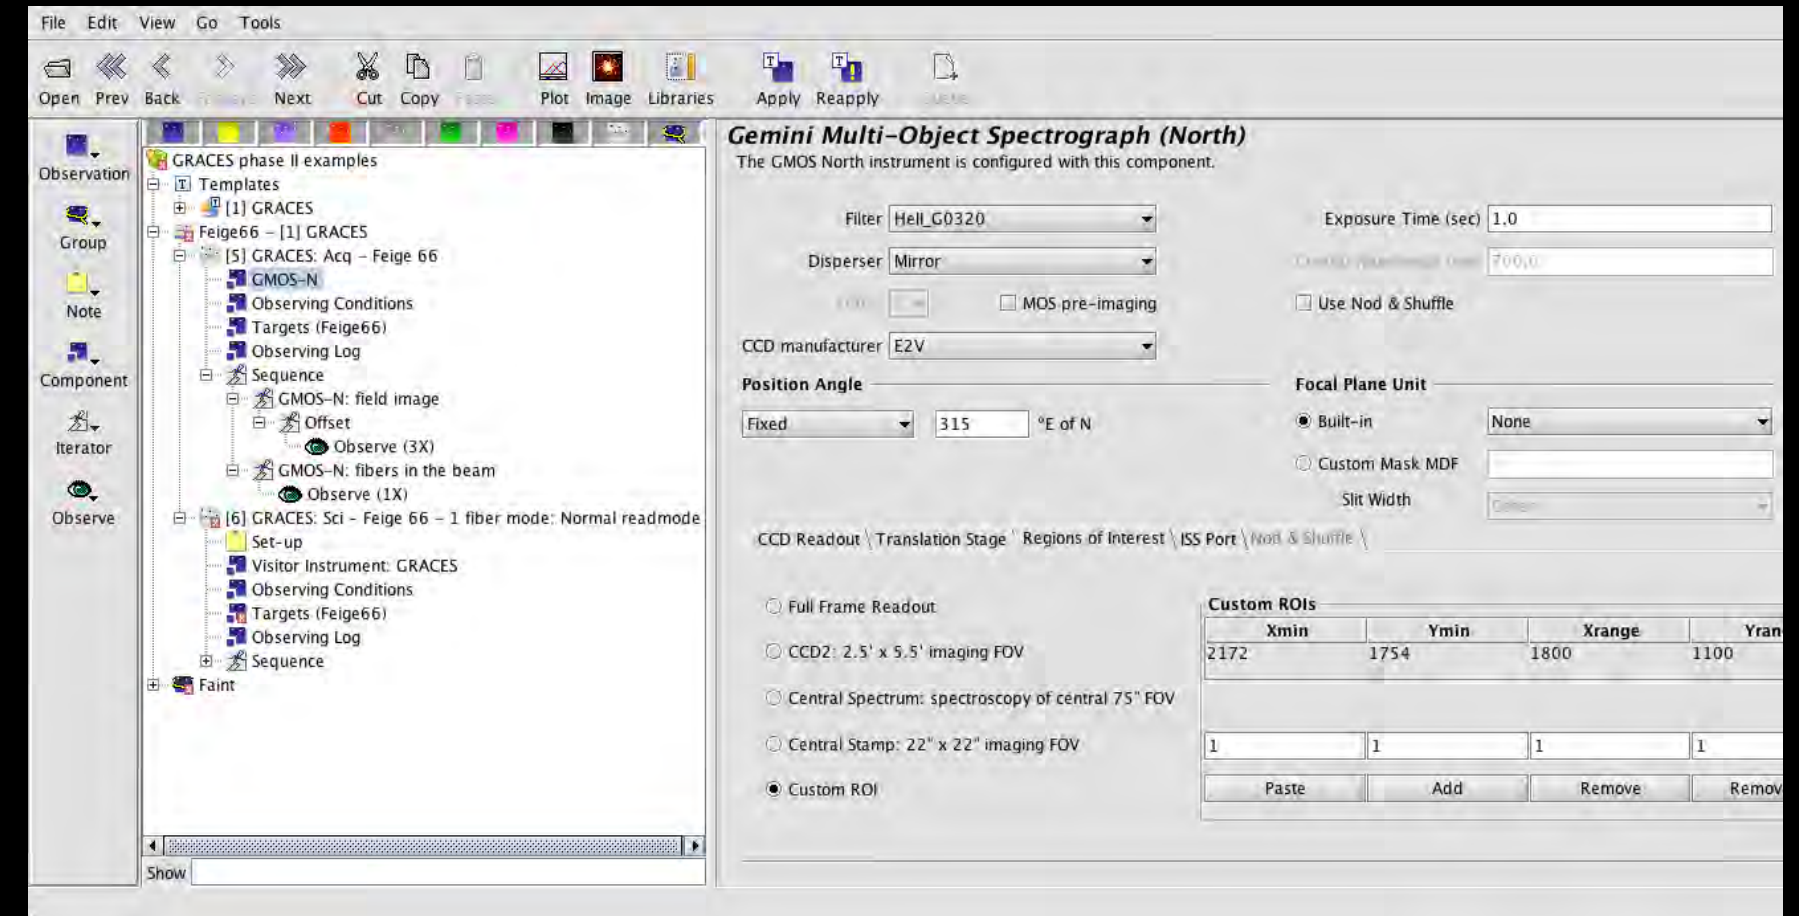 File Edit View Go Tools
Open Prev Back Next Cut Copy Plot Image Libraries Apply Reapply
Observation
Group
Note
Component
Iterator
Observe
GRACES phase II examples
Templates
[1] GRACES
Feige66 – [1] GRACES
[5] GRACES: Acq – Feige 66
GMOS-N
Observing Conditions
Targets (Feige66)
Observing Log
Sequence
GMOS-N: field image
Offset
Observe (3X)
GMOS-N: fibers in the beam
Observe (1X)
[6] GRACES: Sci – Feige 66 – 1 fiber mode: Normal readmode
Set-up
Visitor Instrument: GRACES
Observing Conditions
Targets (Feige66)
Observing Log
Sequence
Faint
Show
Gemini Multi-Object Spectrograph (North)
The GMOS North instrument is configured with this component.
Filter HeII_G0320 Exposure Time (sec) 1.0
Disperser Mirror 700.0
MOS pre-imaging Use Nod & Shuffle
CCD manufacturer E2V
Position Angle Focal Plane Unit
Fixed 315 °E of N Built-in None
Custom Mask MDF
Slit Width
CCD Readout Translation Stage Regions of Interest ISS Port Nod & Shuffle
Full Frame Readout
CCD2: 2.5' x 5.5' imaging FOV
Central Spectrum: spectroscopy of central 75" FOV
Central Stamp: 22" x 22" imaging FOV
Custom ROI
Custom ROIs
Xmin Ymin Xrange Yran
2172 1754 1800 1100
1 1 1 1
Paste Add Remove Remov